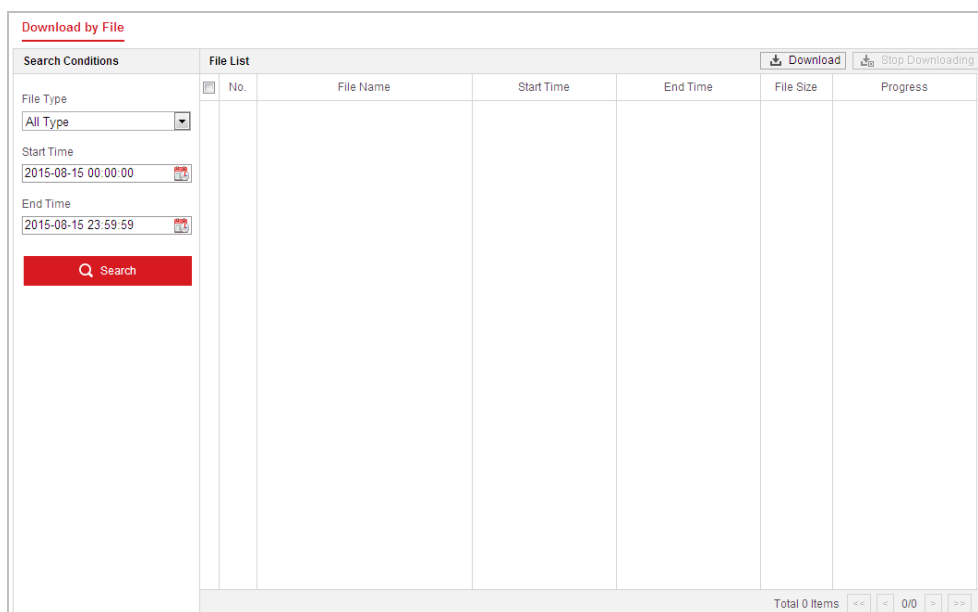 Download by File
Search Conditions
File List
Download
Stop Downloading
No.
File Name
Start Time
End Time
File Size
Progress
File Type
All Type
Start Time
2015-08-15 00:00:00
End Time
2015-08-15 23:59:59
Search
Total 0 Items << < 0/0 > >>